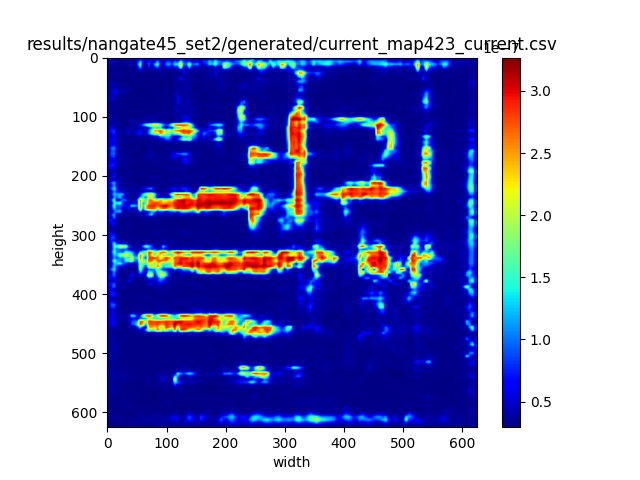 results/nangate45_set2/generated/current_map423_current.csv
1e−7
0
100
200
300
400
500
600
height
0 100 200 300 400 500 600
width
3.0
2.5
2.0
1.5
1.0
0.5